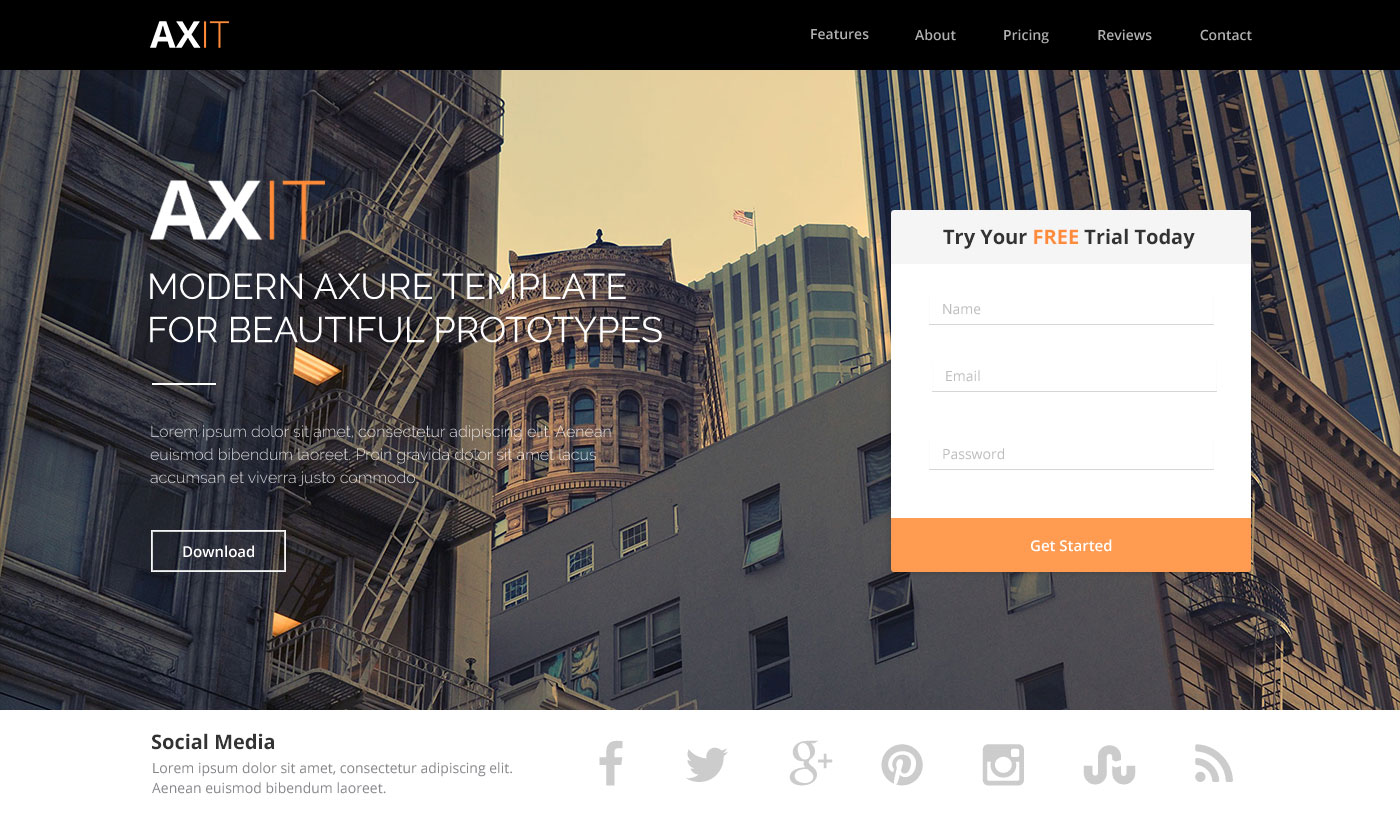 AXIT
Features About Pricing Reviews Contact
AXIT
MODERN AXURE TEMPLATE
FOR BEAUTIFUL PROTOTYPES
Lorem ipsum dolor sit amet, consectetur adipiscing elit. Aenean
euismod bibendum laoreet. Proin gravida dolor sit amet lacus
accumsan et viverra justo commodo.
Download
Try Your FREE Trial Today
Name
Email
Password
Get Started
Social Media
Lorem ipsum dolor sit amet, consectetur adipiscing elit.
Aenean euismod bibendum laoreet.